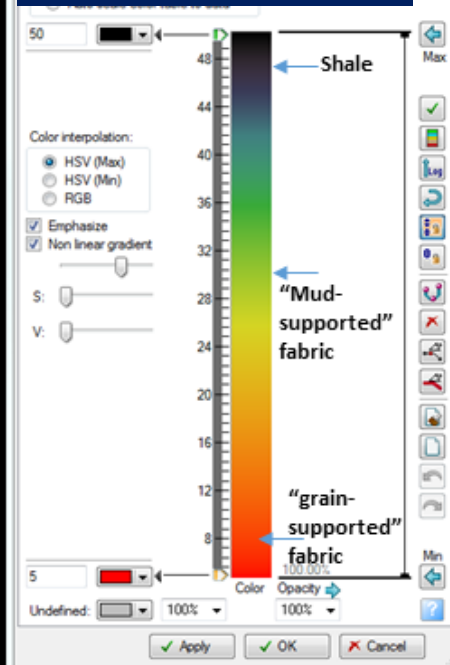 50
Max
48
Shale
44
Log
Color interpolation:
40
HSV (Max)
HSV (Min)
RGB
36
Emphasize
Non linear gradient
32
S:
28
"Mud-
supported"
fabric
V:
24
20
16
12
"grain-
supported"
fabric
8
100.00%
Min
5
Color
Opacity
Undefined:
100%
100%
?
Apply
OK
Cancel